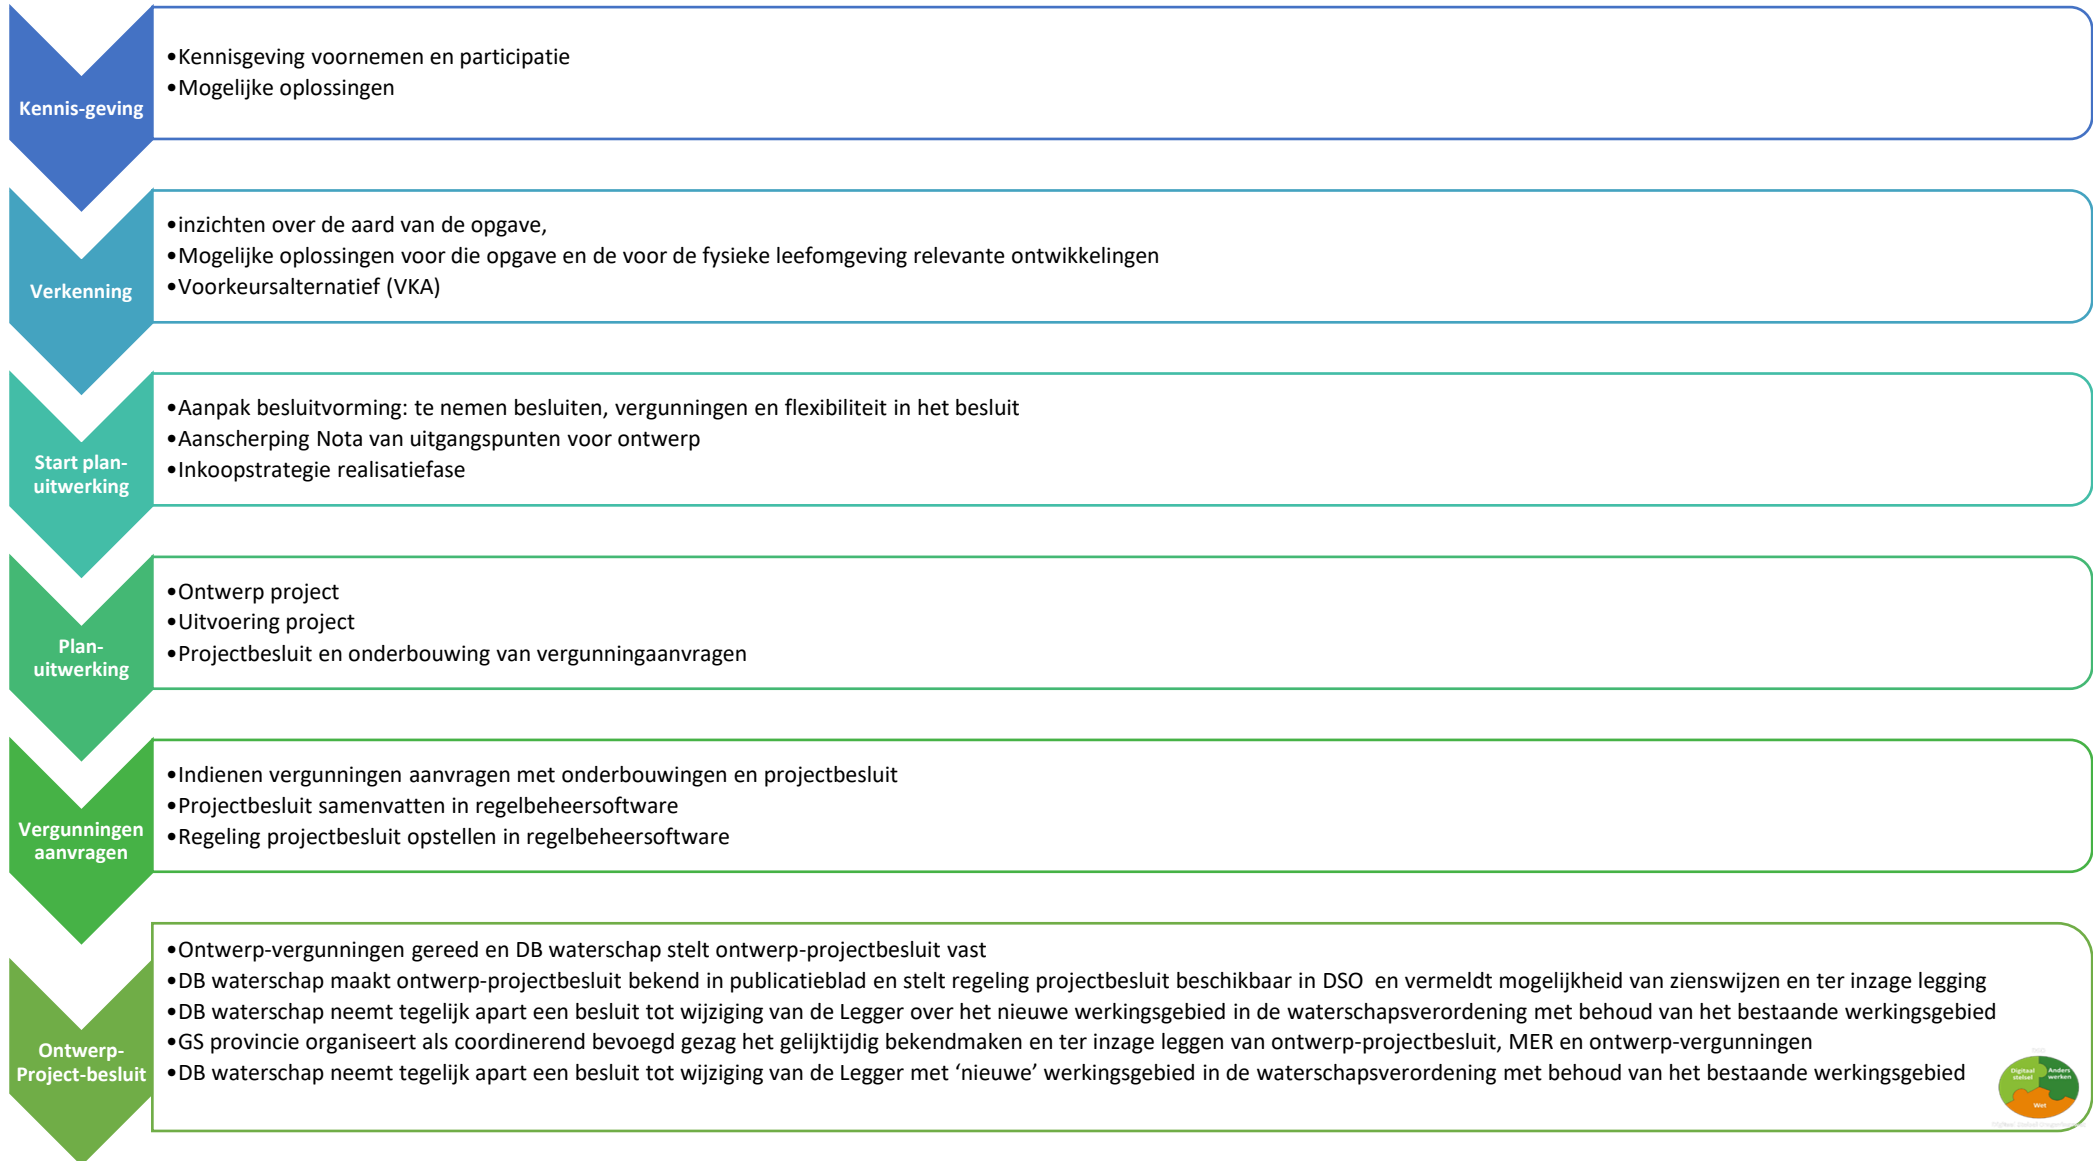 Kennis-geving
•Kennisgeving voornemen en participatie
•Mogelijke oplossingen
Verkenning
•inzichten over de aard van de opgave,
•Mogelijke oplossingen voor die opgave en de voor de fysieke leefomgeving relevante ontwikkelingen
•Voorkeursalternatief (VKA)
Start plan-
uitwerking
•Aanpak besluitvorming: te nemen besluiten, vergunningen en flexibiliteit in het besluit
•Aanscherping Nota van uitgangspunten voor ontwerp
•Inkoopstrategie realisatiefase
Plan-
uitwerking
•Ontwerp project
•Uitvoering project
•Projectbesluit en onderbouwing van vergunningaanvragen
Vergunningen
aanvragen
•Indienen vergunningen aanvragen met onderbouwingen en projectbesluit
•Projectbesluit samenvatten in regelbeheersoftware
•Regeling projectbesluit opstellen in regelbeheersoftware
Ontwerp-
Project-besluit
•Ontwerp-vergunningen gereed en DB waterschap stelt ontwerp-projectbesluit vast
•DB waterschap maakt ontwerp-projectbesluit bekend in publicatieblad en stelt regeling projectbesluit beschikbaar in DSO en vermeldt mogelijkheid van zienswijzen en ter inzage legging
•DB waterschap neemt tegelijk apart een besluit tot wijziging van de Legger over het nieuwe werkingsgebied in de waterschapsverordening met behoud van het bestaande werkingsgebied
•GS provincie organiseert als coordinerend bevoegd gezag het gelijktijdig bekendmaken en ter inzage leggen van ontwerp-projectbesluit, MER en ontwerp-vergunningen
•DB waterschap neemt tegelijk apart een besluit tot wijziging van de Legger met ‘nieuwe’ werkingsgebied in de waterschapsverordening met behoud van het bestaande werkingsgebied
Digitaal
stelsel
Anders
werken
Wet